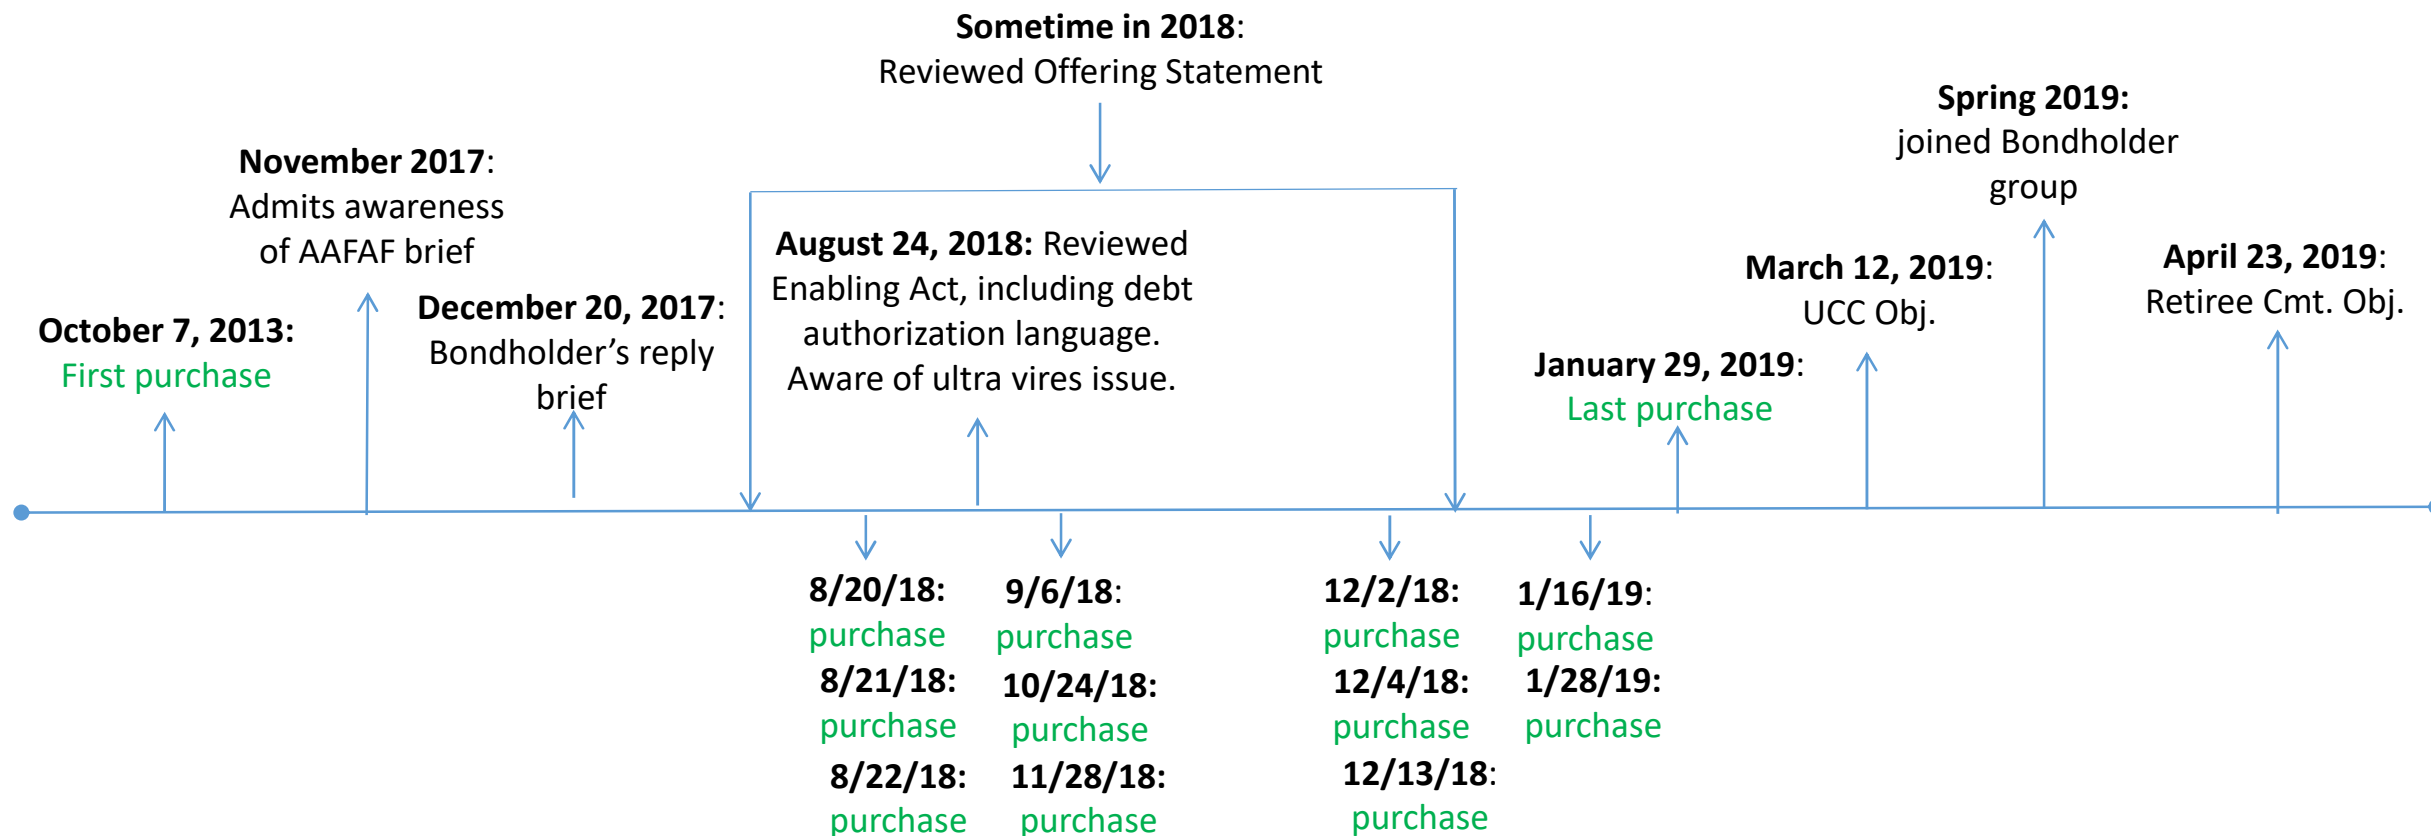 Sometime in 2018:
Reviewed Offering Statement
Spring 2019:
joined Bondholder
group
November 2017:
Admits awareness
of AAFAF brief
August 24, 2018: Reviewed
Enabling Act, including debt
authorization language.
Aware of ultra vires issue.
March 12, 2019:
UCC Obj.
April 23, 2019:
Retiree Cmt. Obj.
October 7, 2013:
First purchase
December 20, 2017:
Bondholder’s reply
brief
January 29, 2019:
Last purchase
8/20/18:
purchase
8/21/18:
purchase
8/22/18:
purchase
9/6/18:
purchase
10/24/18:
purchase
11/28/18:
purchase
12/2/18:
purchase
12/4/18:
purchase
12/13/18:
purchase
1/16/19:
purchase
1/28/19:
purchase